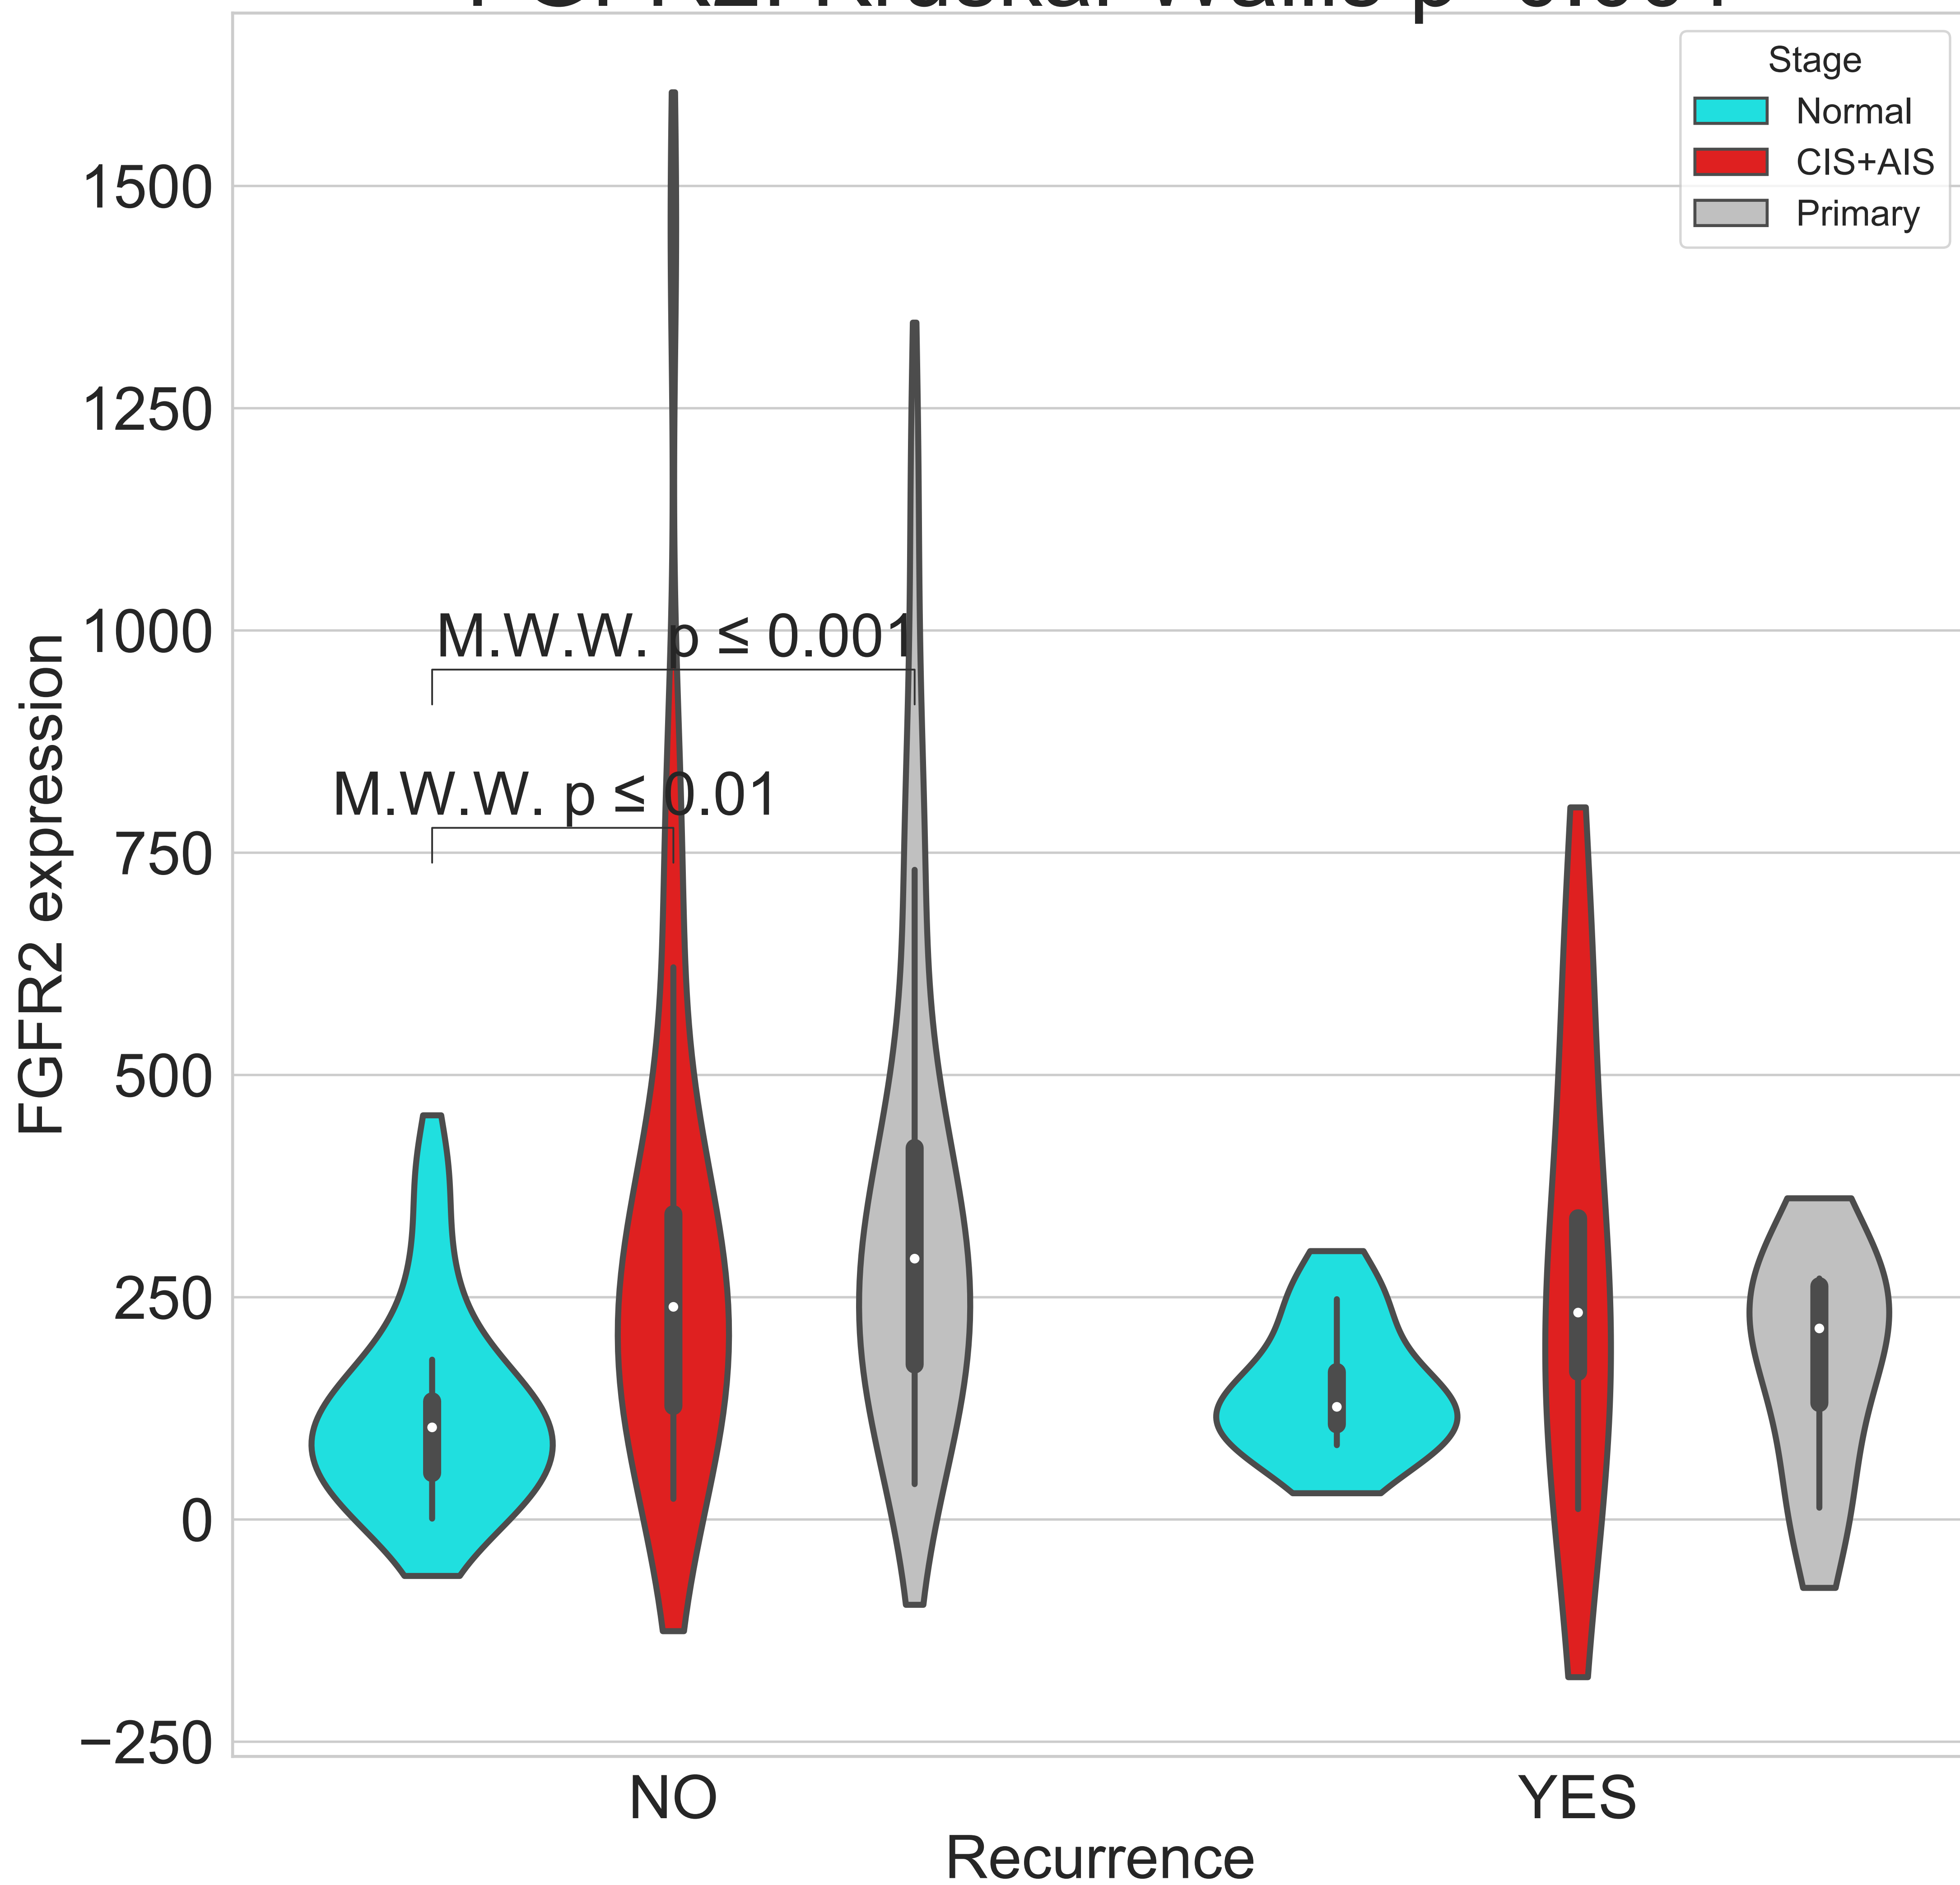 Stage
Normal
CIS+AIS
Primary
1500
1250
1000
750
500
250
0
−250
FGFR2 expression
M.W.W. p ≤ 0.001
M.W.W. p ≤ 0.01
NO
YES
Recurrence